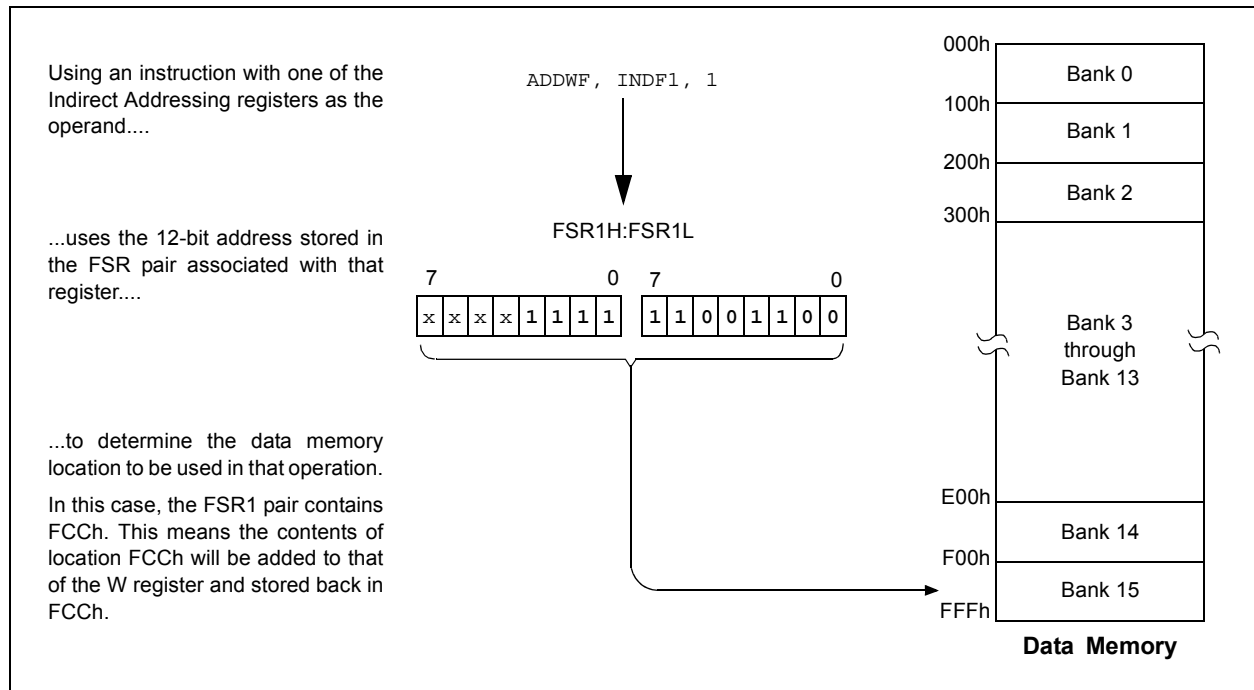 Using an instruction with one of the
Indirect Addressing registers as the
operand....
ADDWF, INDF1, 1
...uses the 12-bit address stored in
the FSR pair associated with that
register....
FSR1H:FSR1L
7 0 7 0
x x x x 1 1 1 1 1 1 0 0 1 1 0 0
...to determine the data memory
location to be used in that operation.
In this case, the FSR1 pair contains
FCCh. This means the contents of
location FCCh will be added to that
of the W register and stored back in
FCCh.
000h
Bank 0
100h
Bank 1
200h
Bank 2
300h
Bank 3
through
Bank 13
E00h
Bank 14
F00h
Bank 15
FFFh
Data Memory